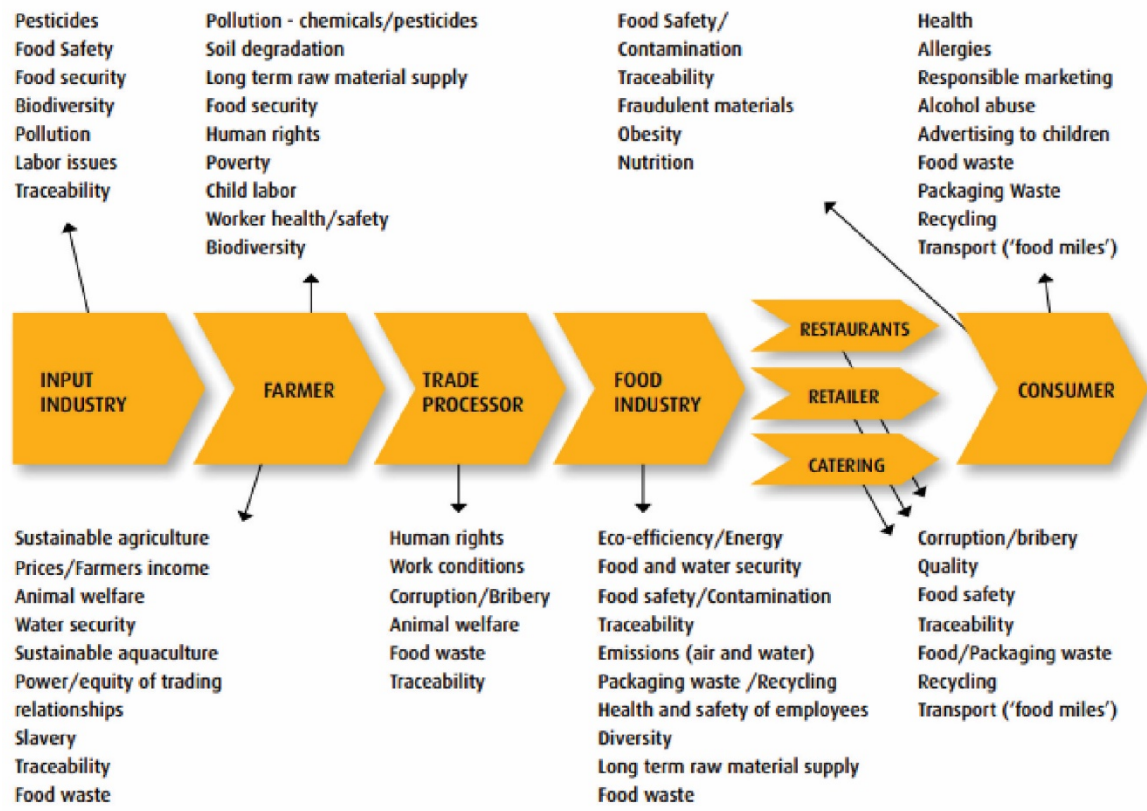 Pesticides
Food Safety
Food security
Biodiversity
Pollution
Labor issues
Traceability
Pollution - chemicals/pesticides
Soil degradation
Long term raw material supply
Food security
Human rights
Poverty
Child labor
Worker health/safety
Biodiversity
Food Safety/
Contamination
Traceability
Fraudulent materials
Obesity
Nutrition
Health
Allergies
Responsible marketing
Alcohol abuse
Advertising to children
Food waste
Packaging Waste
Recycling
Transport (‘food miles’)
INPUT
INDUSTRY
FARMER
TRADE
PROCESSOR
FOOD
INDUSTRY
RESTAURANTS
RETAILER
CATERING
CONSUMER
Sustainable agriculture
Prices/Farmers income
Animal welfare
Water security
Sustainable aquaculture
Power/equity of trading
relationships
Slavery
Traceability
Food waste
Human rights
Work conditions
Corruption/Bribery
Animal welfare
Food waste
Traceability
Eco-efficiency/Energy
Food and water security
Food safety/Contamination
Traceability
Emissions (air and water)
Packaging waste /Recycling
Health and safety of employees
Diversity
Long term raw material supply
Food waste
Corruption/bribery
Quality
Food safety
Traceability
Food/Packaging waste
Recycling
Transport (‘food miles’)